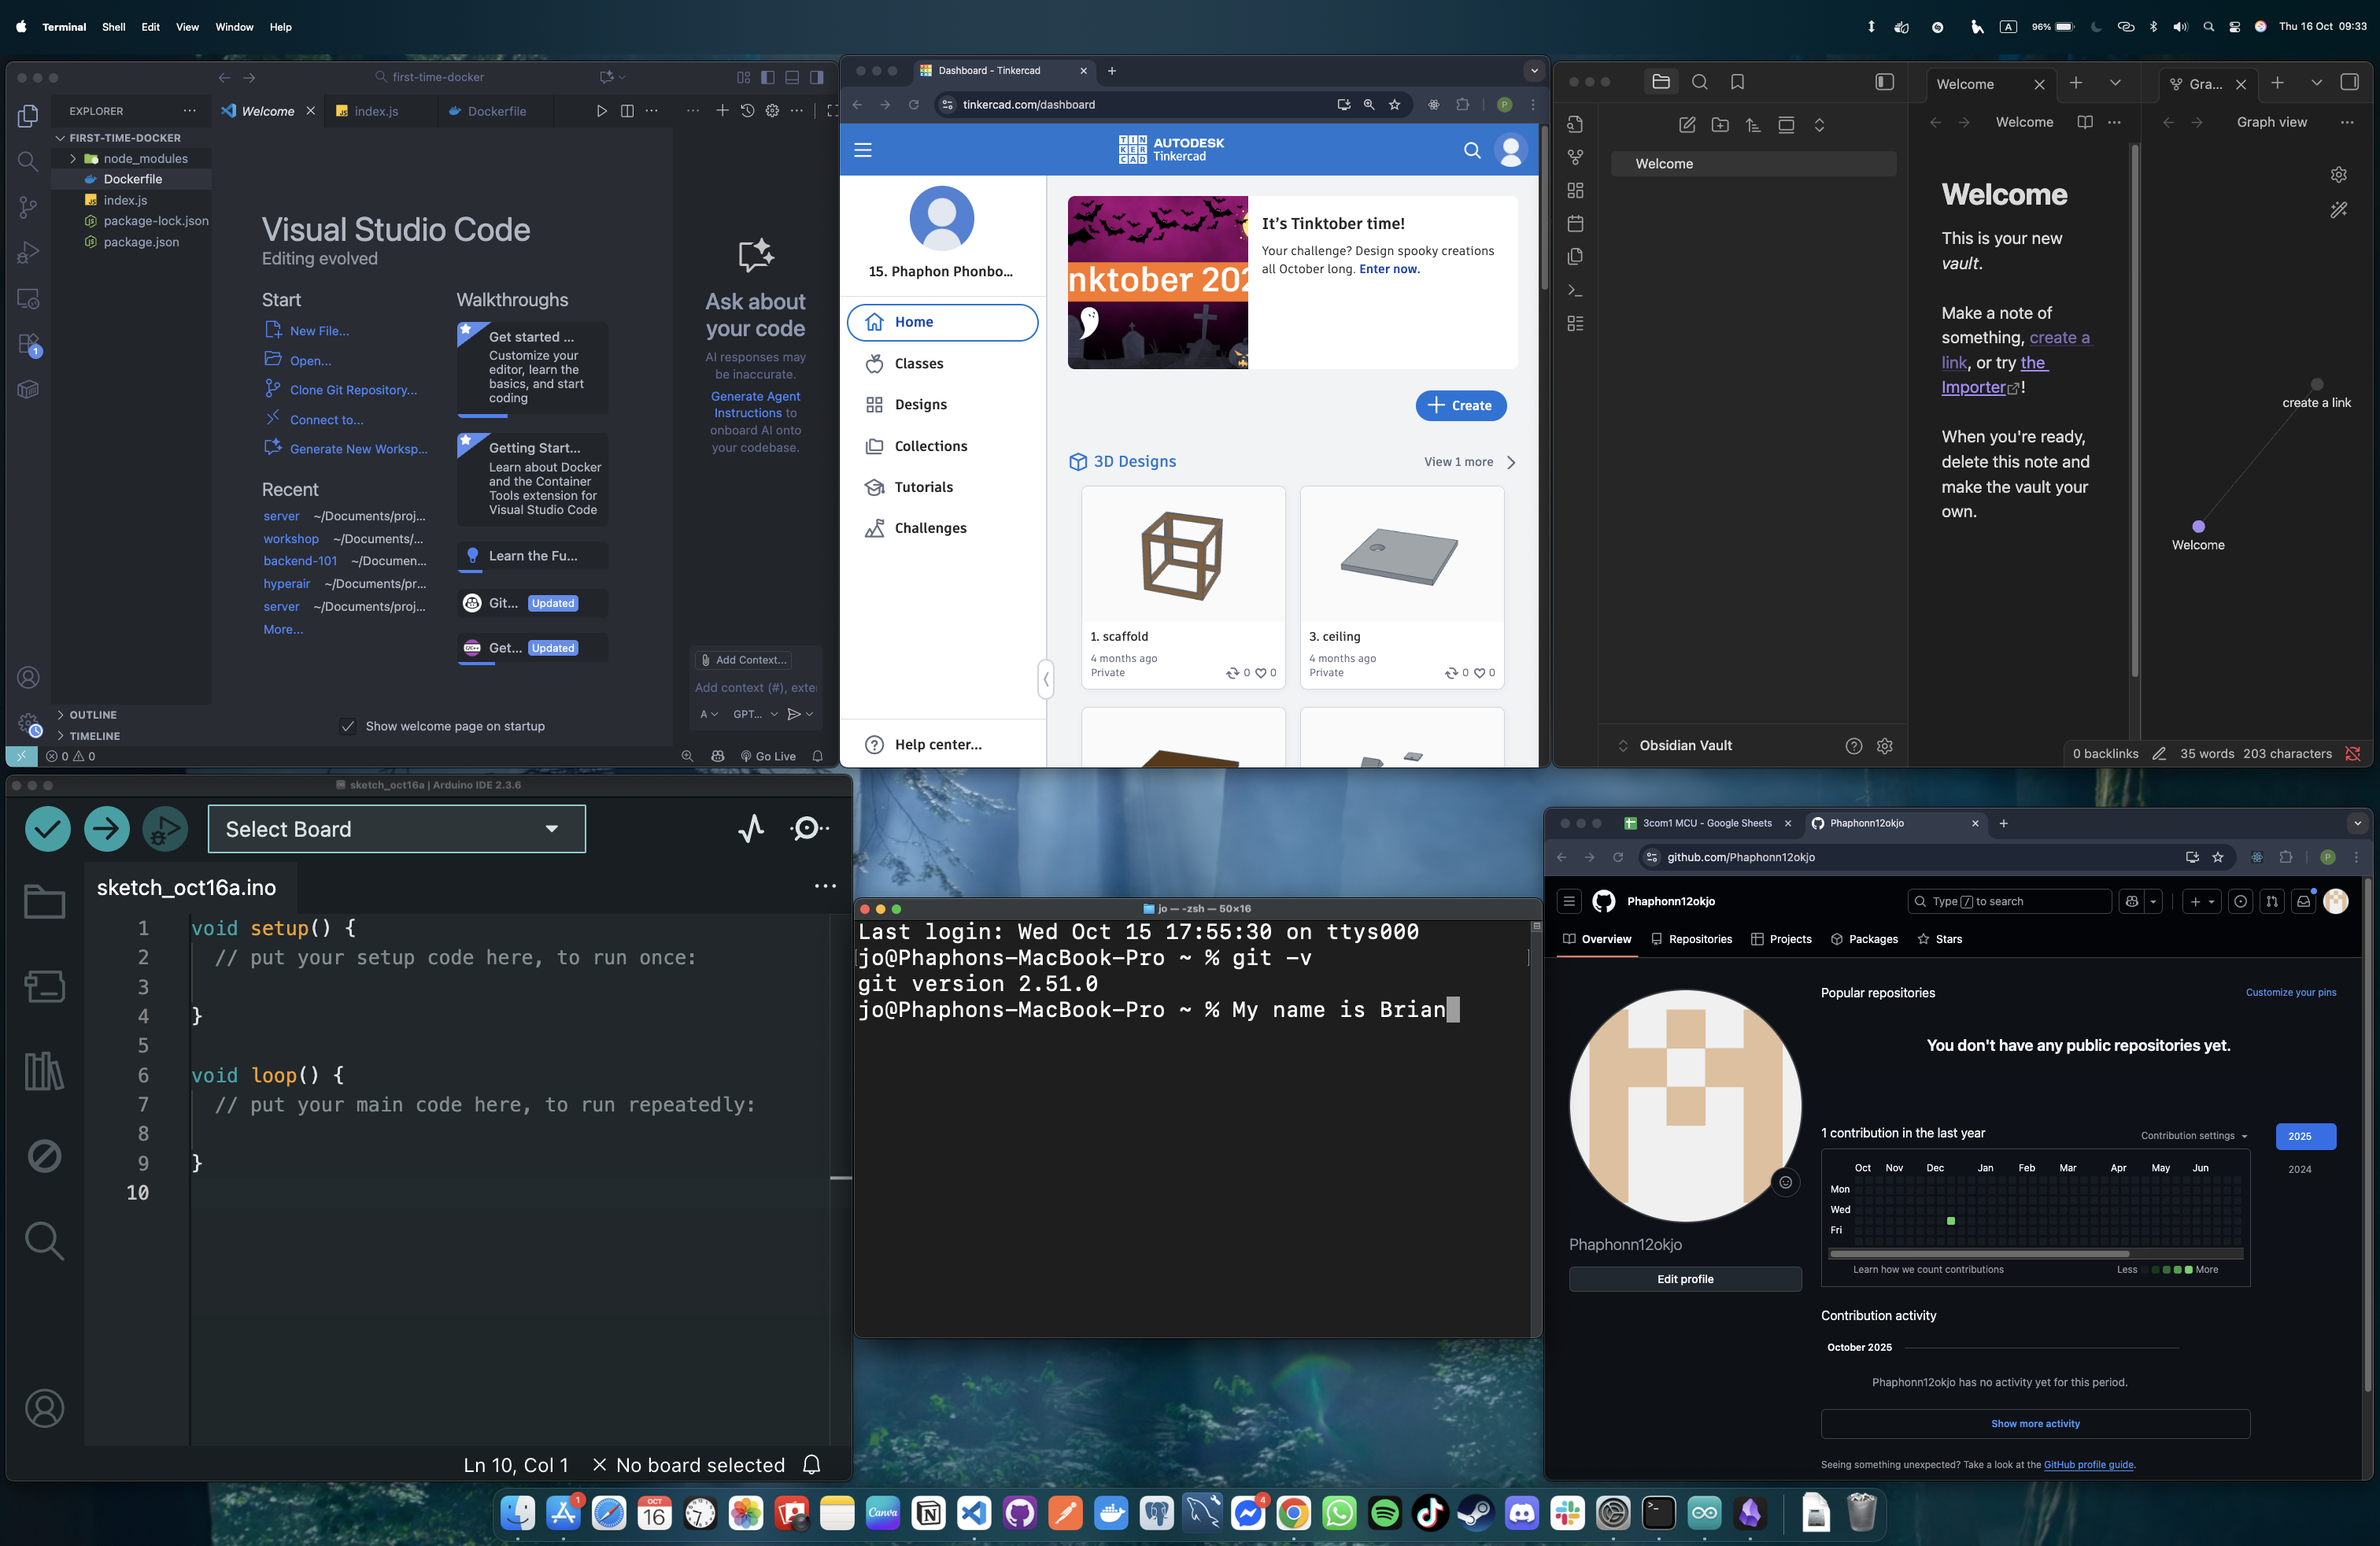 Terminal Shell Edit View Window Help
96% Thu 16 Oct 09:33
first-time-docker
EXPLORER
Welcome
index.js
Dockerfile
FIRST-TIME-DOCKER
node_modules
Dockerfile
index.js
package-lock.json
package.json
Visual Studio Code
Editing evolved
Start
New File...
Open...
Clone Git Repository...
Connect to...
Generate New Worksp...
Recent
server ~/Documents/proj...
workshop ~/Documents/...
backend-101 ~/Documen...
hyperair ~/Documents/pr...
server ~/Documents/proj...
More...
Walkthroughs
Get started ...
Customize your
editor, learn the
basics, and start
coding
Getting Start...
Learn about Docker
and the Container
Tools extension for
Visual Studio Code
Learn the Fu...
Git... Updated
Get... Updated
Show welcome page on startup
Ask about
your code
AI responses may
be inaccurate.
Generate Agent
Instructions to
onboard AI onto
your codebase.
Add Context...
Add context (#), exte
A GPT...
OUTLINE
TIMELINE
0 0
Go Live
1
Dashboard - Tinkercad
tinkercad.com/dashboard
TIN
KER
CAD
AUTODESK
Tinkercad
15. Phaphon Phonbo...
Home
Classes
Designs
Collections
Tutorials
Challenges
Help center...
nktober 202
It's Tinktober time!
Your challenge? Design spooky creations
all October long. Enter now.
Create
3D Designs
View 1 more
1. scaffold
4 months ago
Private
0 0
3. ceiling
4 months ago
Private
0 0
Welcome
Gra...
Welcome
Graph view
Welcome
Welcome
This is your new
vault.
Make a note of
something, create a
link, or try the
Importer!
When you're ready,
delete this note and
make the vault your
own.
create a link
Welcome
Obsidian Vault
0 backlinks 35 words 203 characters
sketch_oct16a | Arduino IDE 2.3.6
Select Board
sketch_oct16a.ino
1 void setup() {
2 // put your setup code here, to run once:
3
4 }
5
6 void loop() {
7 // put your main code here, to run repeatedly:
8
9 }
10
Ln 10, Col 1 No board selected
jo — -zsh — 50×16
Last login: Wed Oct 15 17:55:30 on ttys000
jo@Phaphons-MacBook-Pro ~ % git -v
git version 2.51.0
jo@Phaphons-MacBook-Pro ~ % My name is Brian
3com1 MCU - Google Sheets
Phaphonn12okjo
github.com/Phaphonn12okjo
Phaphonn12okjo
Type / to search
Overview Repositories Projects Packages Stars
Popular repositories
Customize your pins
You don't have any public repositories yet.
Phaphonn12okjo
Edit profile
1 contribution in the last year
Contribution settings
2025
2024
Oct Nov Dec Jan Feb Mar Apr May Jun
Mon
Wed
Fri
Learn how we count contributions
Less More
Contribution activity
October 2025
Phaphonn12okjo has no activity yet for this period.
Show more activity
Seeing something unexpected? Take a look at the GitHub profile guide.
1
OCT
16
Canva
4